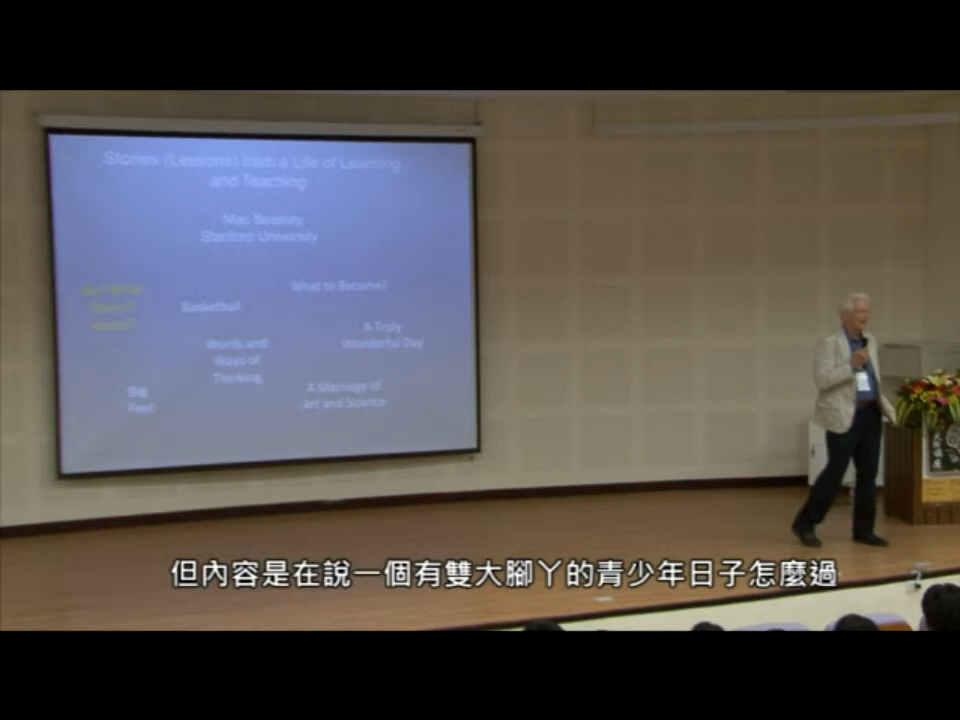 Stories (Lessons) from a Life of Learning
and Teaching
Mac Beasley
Stanford University
What to Become?
Basketball
A Truly
Wonderful Day
Words and
Ways of
Thinking
Big
Feet
A Marriage of
Art and Science
但內容是在說一個有雙大腳丫的青少年日子怎麼過